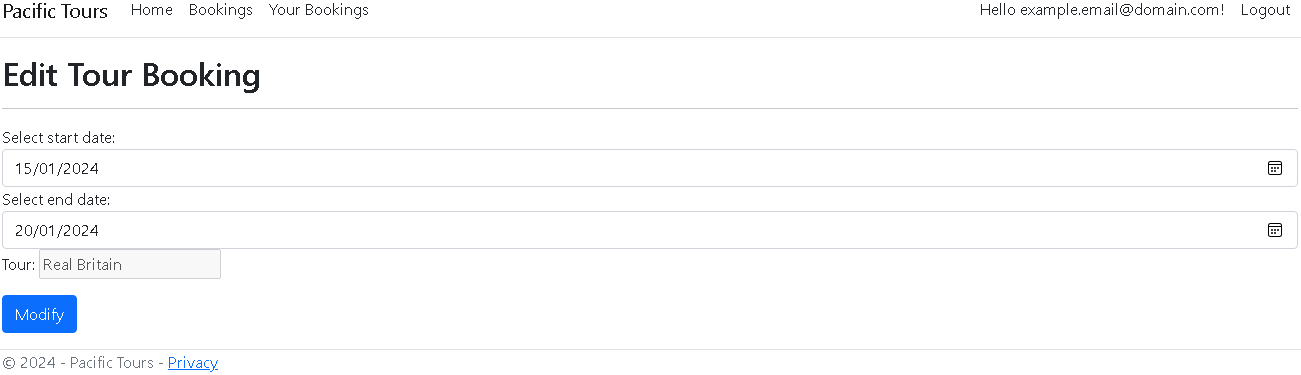 Pacific Tours Home Bookings Your Bookings Hello example.email@domain.com! Logout
Edit Tour Booking
Select start date:
15/01/2024
Select end date:
20/01/2024
Tour: Real Britain
Modify
© 2024 - Pacific Tours - Privacy